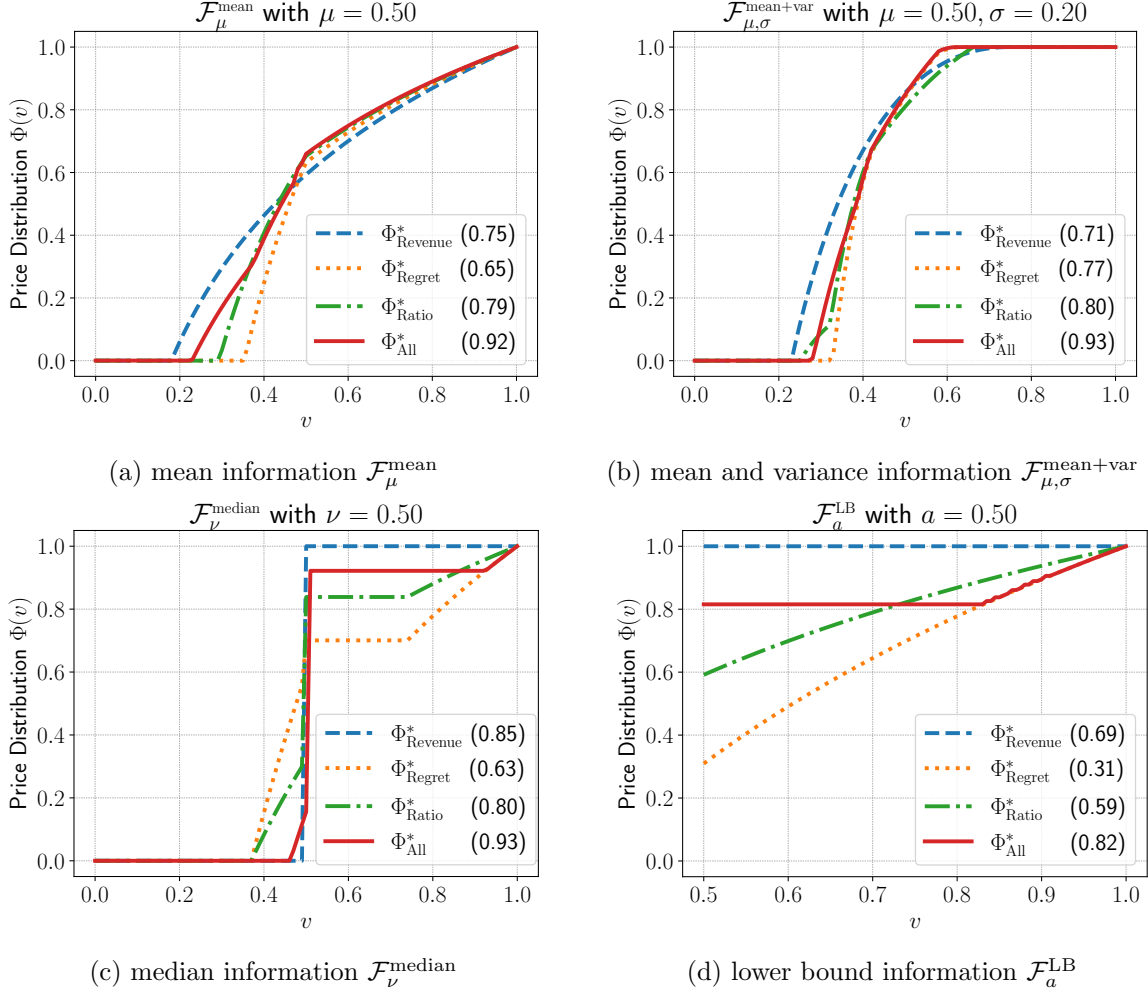 F_μ^mean with μ = 0.50
Price Distribution Φ(v)
1.0
0.8
0.6
0.4
0.2
0.0
Φ*_Revenue (0.75)
Φ*_Regret (0.65)
Φ*_Ratio (0.79)
Φ*_All (0.92)
0.0 0.2 0.4 0.6 0.8 1.0
v
(a) mean information F_μ^mean
F_μ,σ^mean+var with μ = 0.50, σ = 0.20
Price Distribution Φ(v)
1.0
0.8
0.6
0.4
0.2
0.0
Φ*_Revenue (0.71)
Φ*_Regret (0.77)
Φ*_Ratio (0.80)
Φ*_All (0.93)
0.0 0.2 0.4 0.6 0.8 1.0
v
(b) mean and variance information F_μ,σ^mean+var
F_ν^median with ν = 0.50
Price Distribution Φ(v)
1.0
0.8
0.6
0.4
0.2
0.0
Φ*_Revenue (0.85)
Φ*_Regret (0.63)
Φ*_Ratio (0.80)
Φ*_All (0.93)
0.0 0.2 0.4 0.6 0.8 1.0
v
(c) median information F_ν^median
F_a^LB with a = 0.50
Price Distribution Φ(v)
1.0
0.8
0.6
0.4
0.2
0.0
Φ*_Revenue (0.69)
Φ*_Regret (0.31)
Φ*_Ratio (0.59)
Φ*_All (0.82)
0.5 0.6 0.7 0.8 0.9 1.0
v
(d) lower bound information F_a^LB